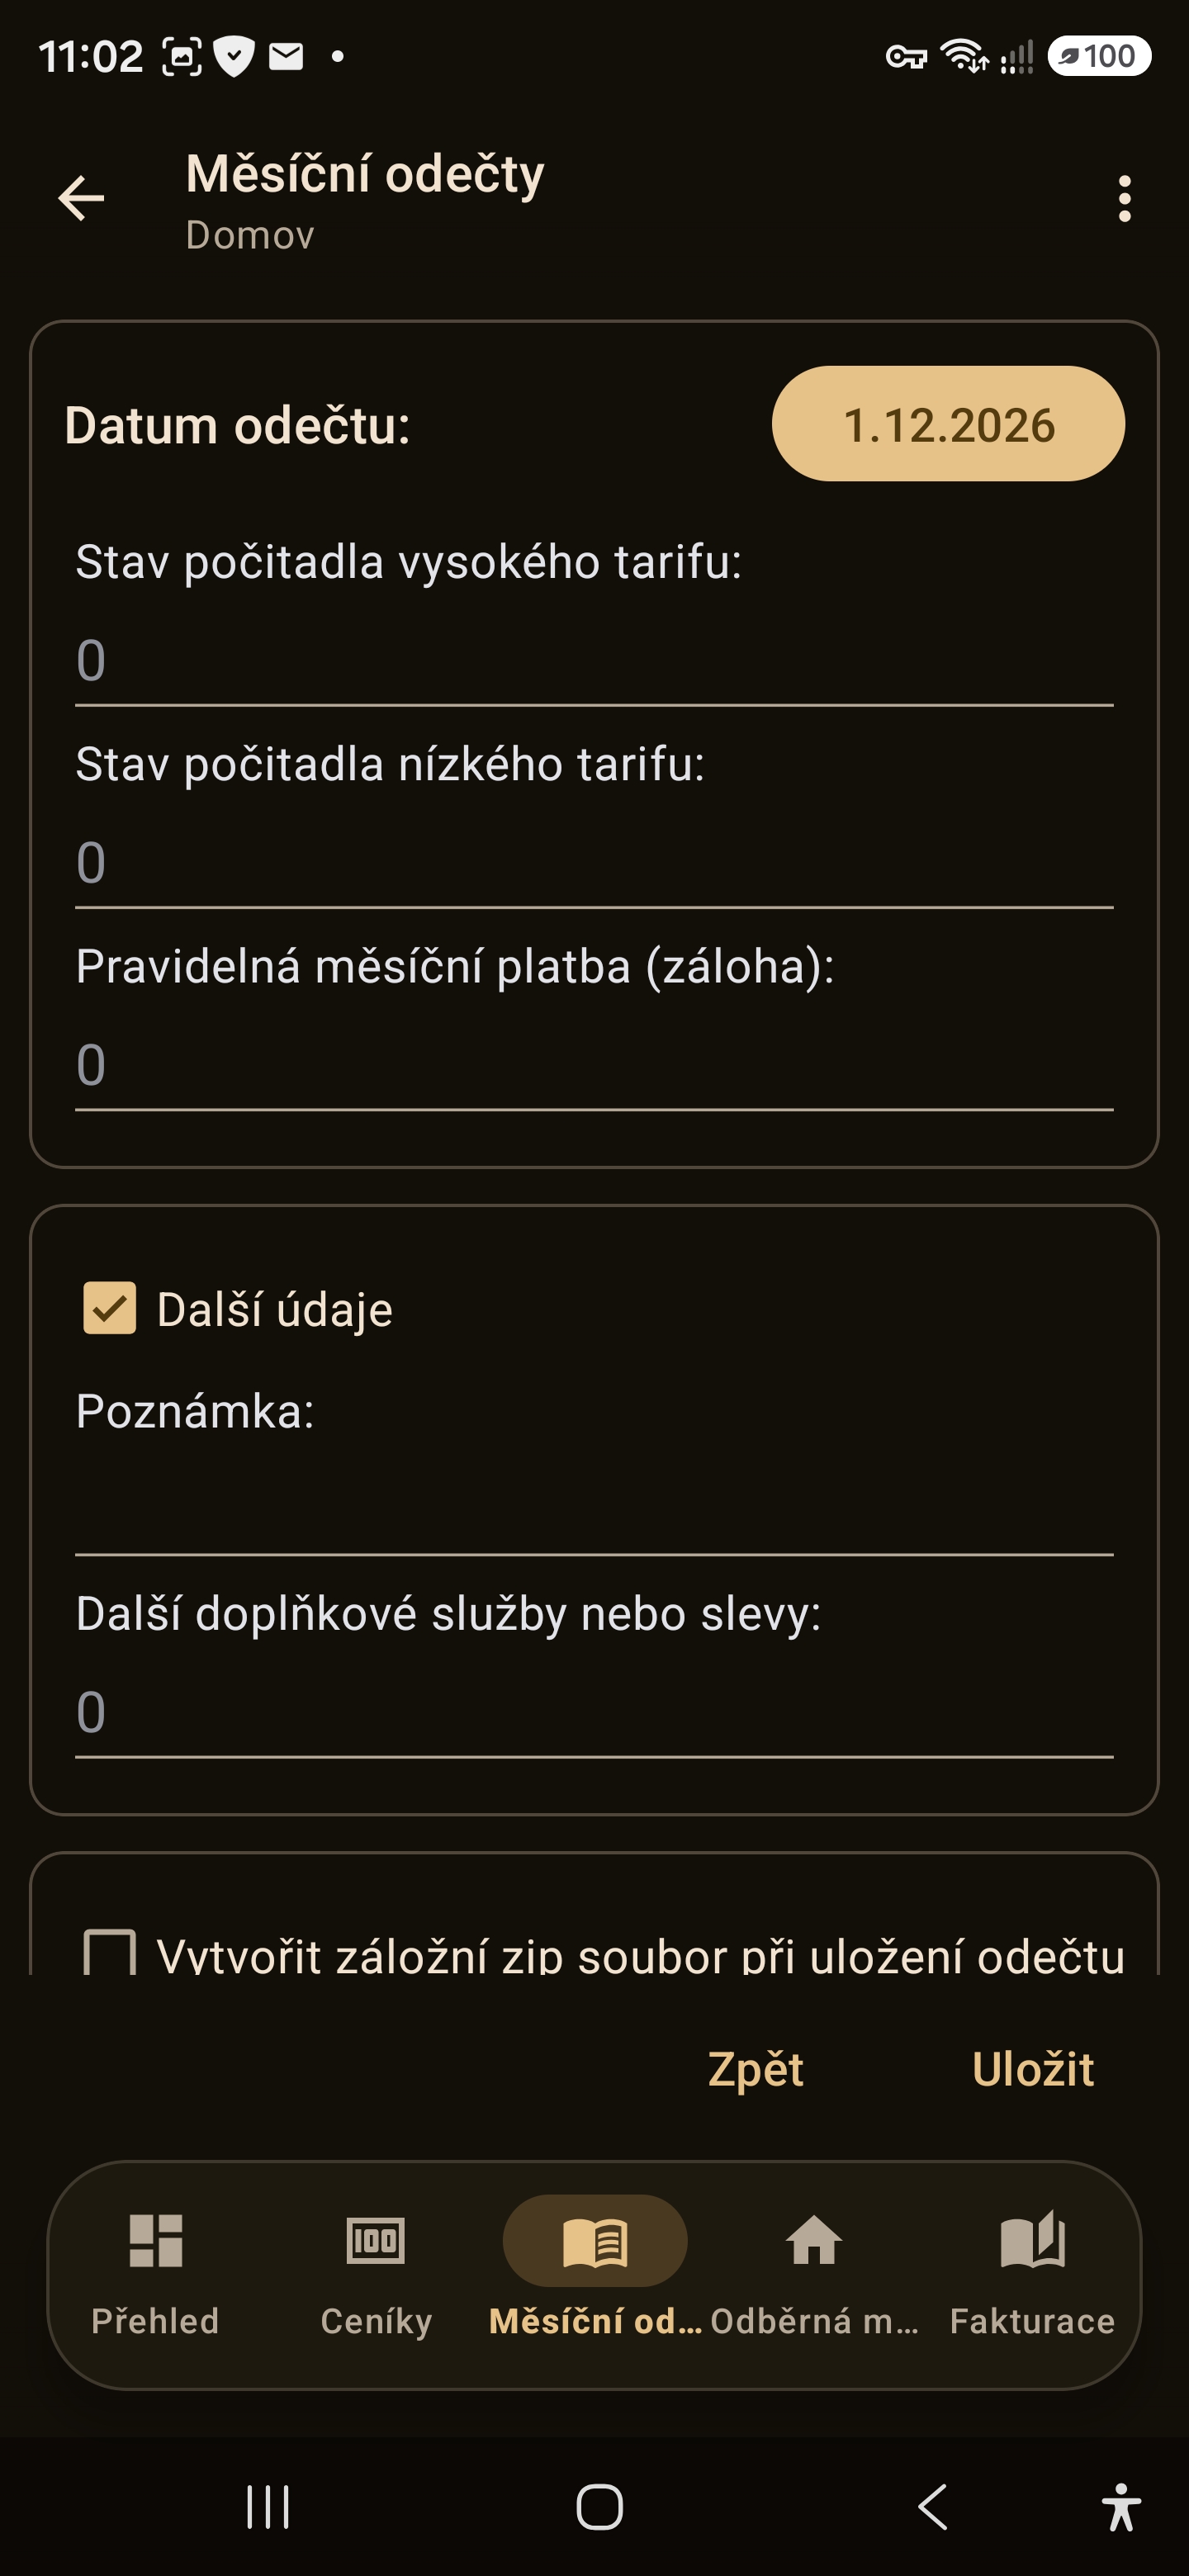 11:02
100
Měsíční odečty
Domov
Datum odečtu:
1.12.2026
Stav počitadla vysokého tarifu:
0
Stav počitadla nízkého tarifu:
0
Pravidelná měsíční platba (záloha):
0
Další údaje
Poznámka:
Další doplňkové služby nebo slevy:
0
Vytvořit záložní zip soubor při uložení odečtu
Zpět
Uložit
100
Přehled
Ceníky
Měsíční od...
Odběrná m...
Fakturace